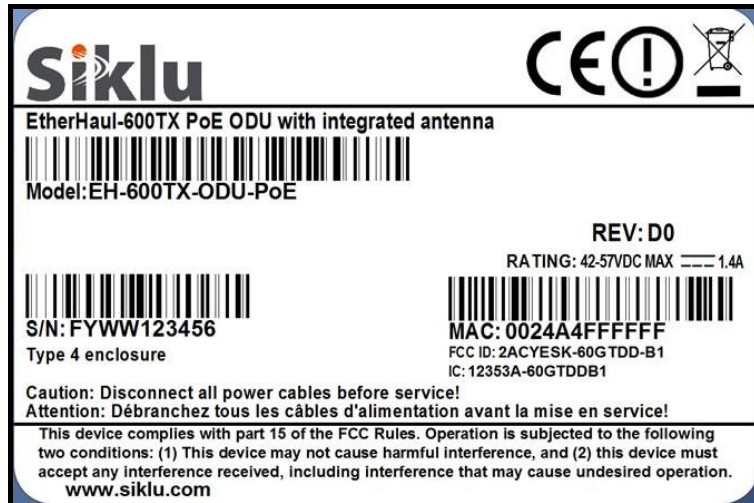 Siklu
CE
EtherHaul-600TX PoE ODU with integrated antenna
Model:EH-600TX-ODU-PoE
REV:D0
RATING: 42-57VDC MAX 1.4A
S/N:FYWW123456
MAC:0024A4FFFFFF
Type 4 enclosure
FCC ID:2ACYESK-60GTDD-B1
IC:12353A-60GTDDB1
Caution: Disconnect all power cables before service!
Attention: Débranchez tous les câbles d'alimentation avant la mise en service!
This device complies with part 15 of the FCC Rules. Operation is subjected to the following
two conditions: (1) This device may not cause harmful interference, and (2) this device must
accept any interference received, including interference that may cause undesired operation.
www.siklu.com